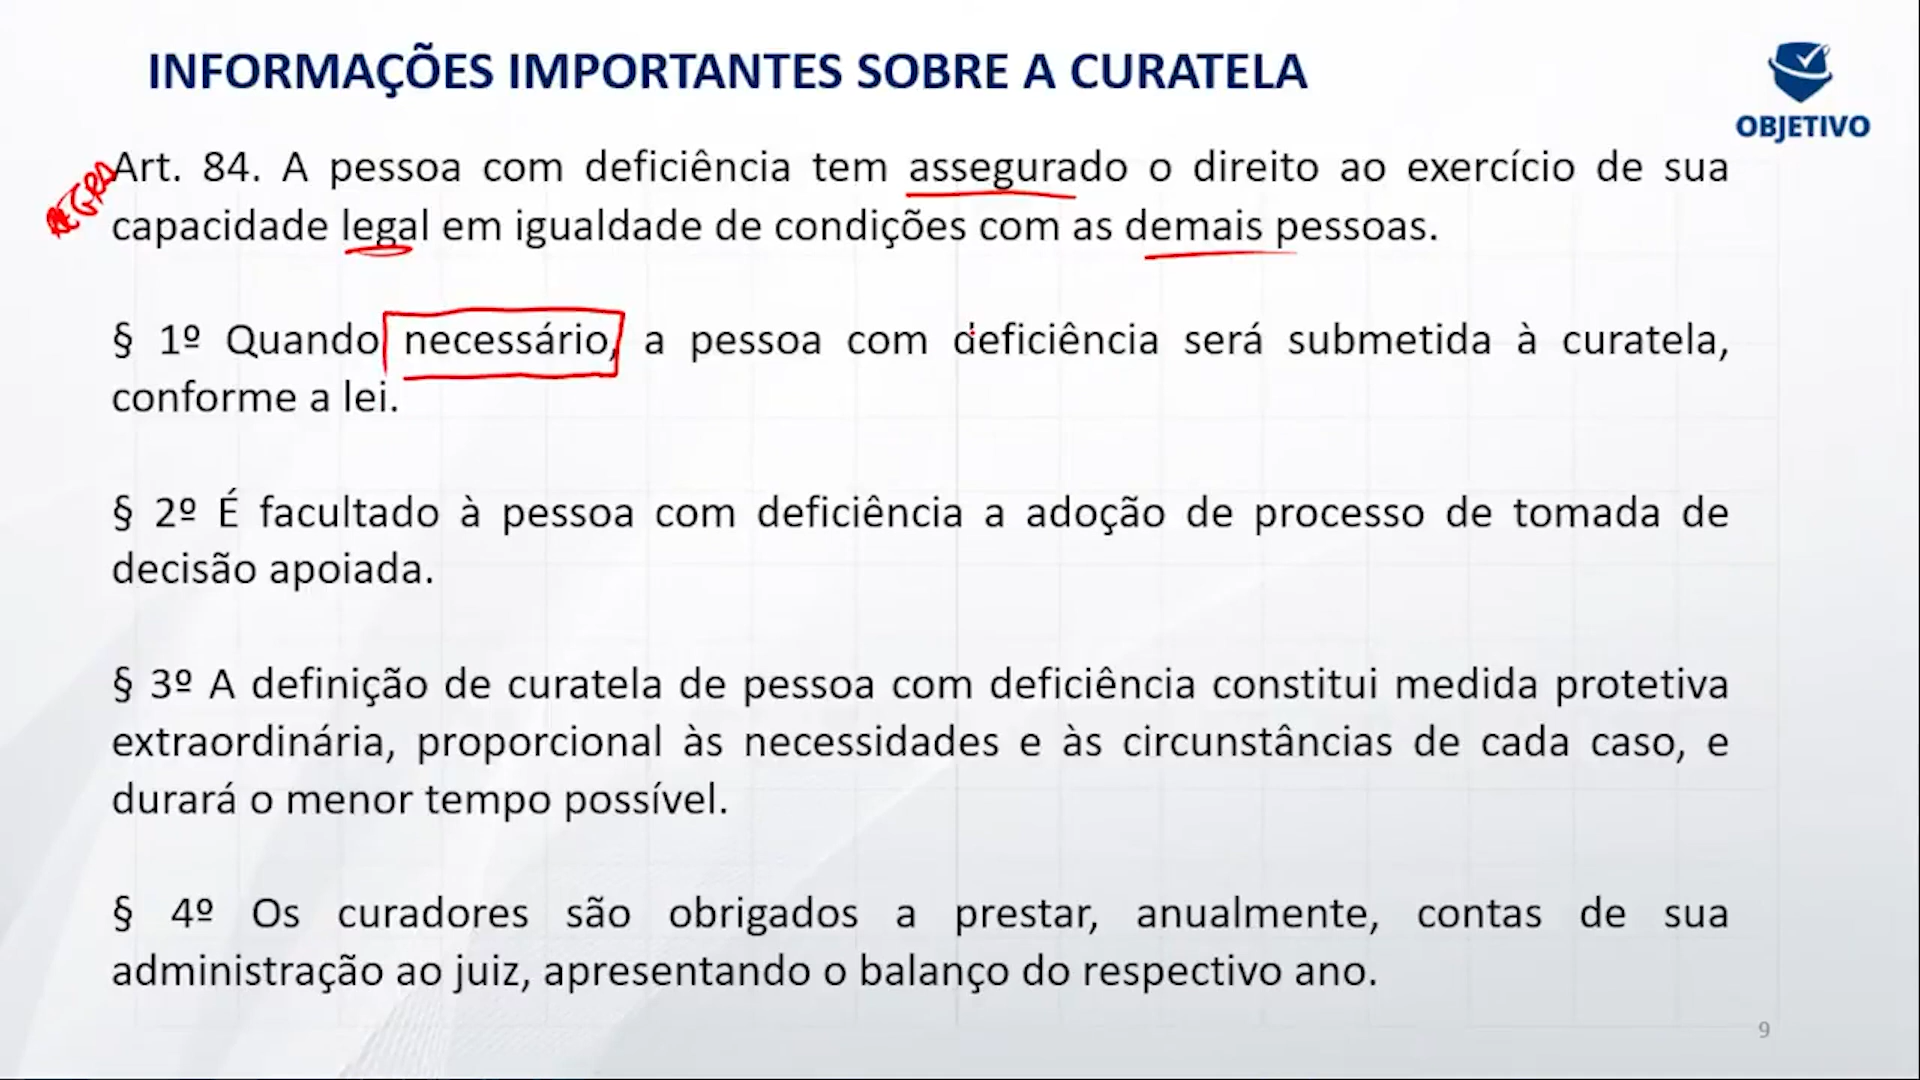 INFORMAÇÕES IMPORTANTES SOBRE A CURATELA
OBJETIVO
REGRA
Art. 84. A pessoa com deficiência tem assegurado o direito ao exercício de sua
capacidade legal em igualdade de condições com as demais pessoas.
§ 1º Quando necessário, a pessoa com deficiência será submetida à curatela,
conforme a lei.
§ 2º É facultado à pessoa com deficiência a adoção de processo de tomada de
decisão apoiada.
§ 3º A definição de curatela de pessoa com deficiência constitui medida protetiva
extraordinária, proporcional às necessidades e às circunstâncias de cada caso, e
durará o menor tempo possível.
§ 4º Os curadores são obrigados a prestar, anualmente, contas de sua
administração ao juiz, apresentando o balanço do respectivo ano.
9